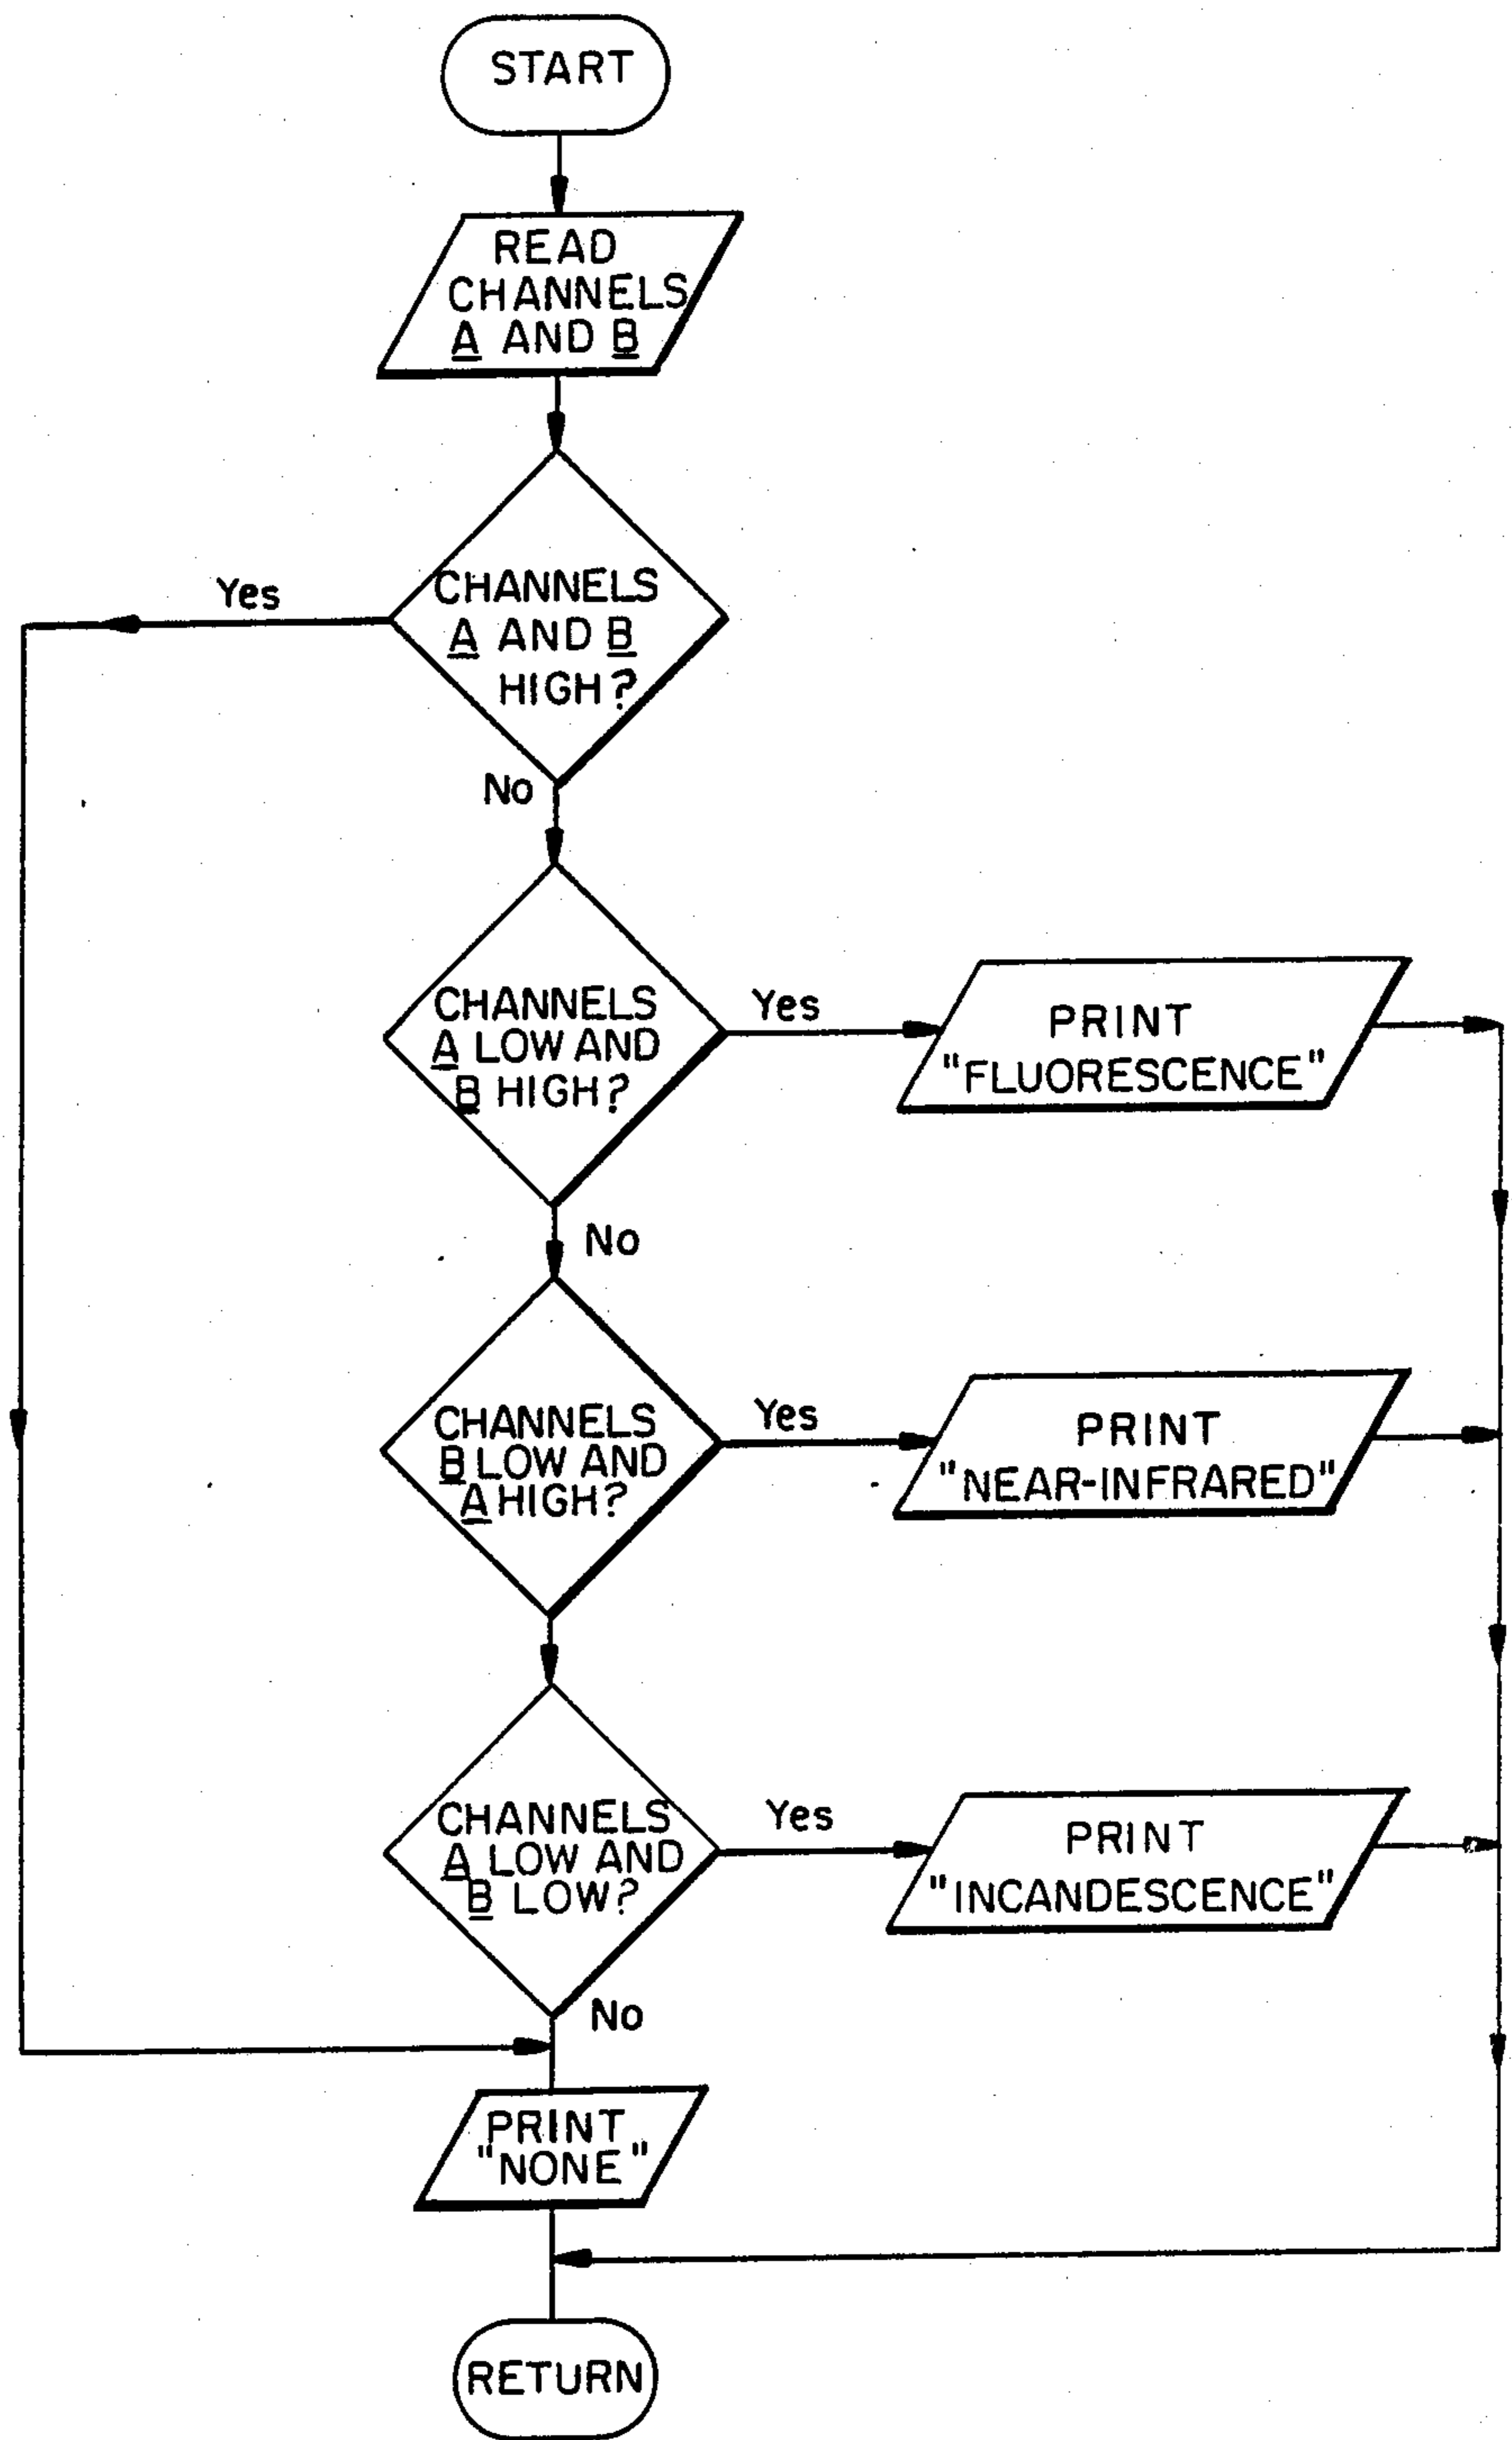 START
READ
CHANNELS
A AND B
CHANNELS
A AND B
HIGH?
Yes
No
CHANNELS
A LOW AND
B HIGH?
Yes
PRINT
"FLUORESCENCE"
No
CHANNELS
B LOW AND
A HIGH?
Yes
PRINT
"NEAR-INFRARED"
CHANNELS
A LOW AND
B LOW?
Yes
PRINT
"INCANDESCENCE"
No
PRINT
"NONE"
RETURN